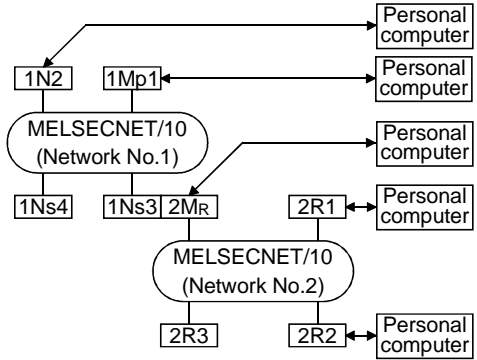 Personal
computer
1N2
1Mp1
Personal
computer
MELSECNET/10
(Network No.1)
Personal
computer
1Ns4
1Ns3
2MR
2R1
Personal
computer
MELSECNET/10
(Network No.2)
2R3
2R2
Personal
computer